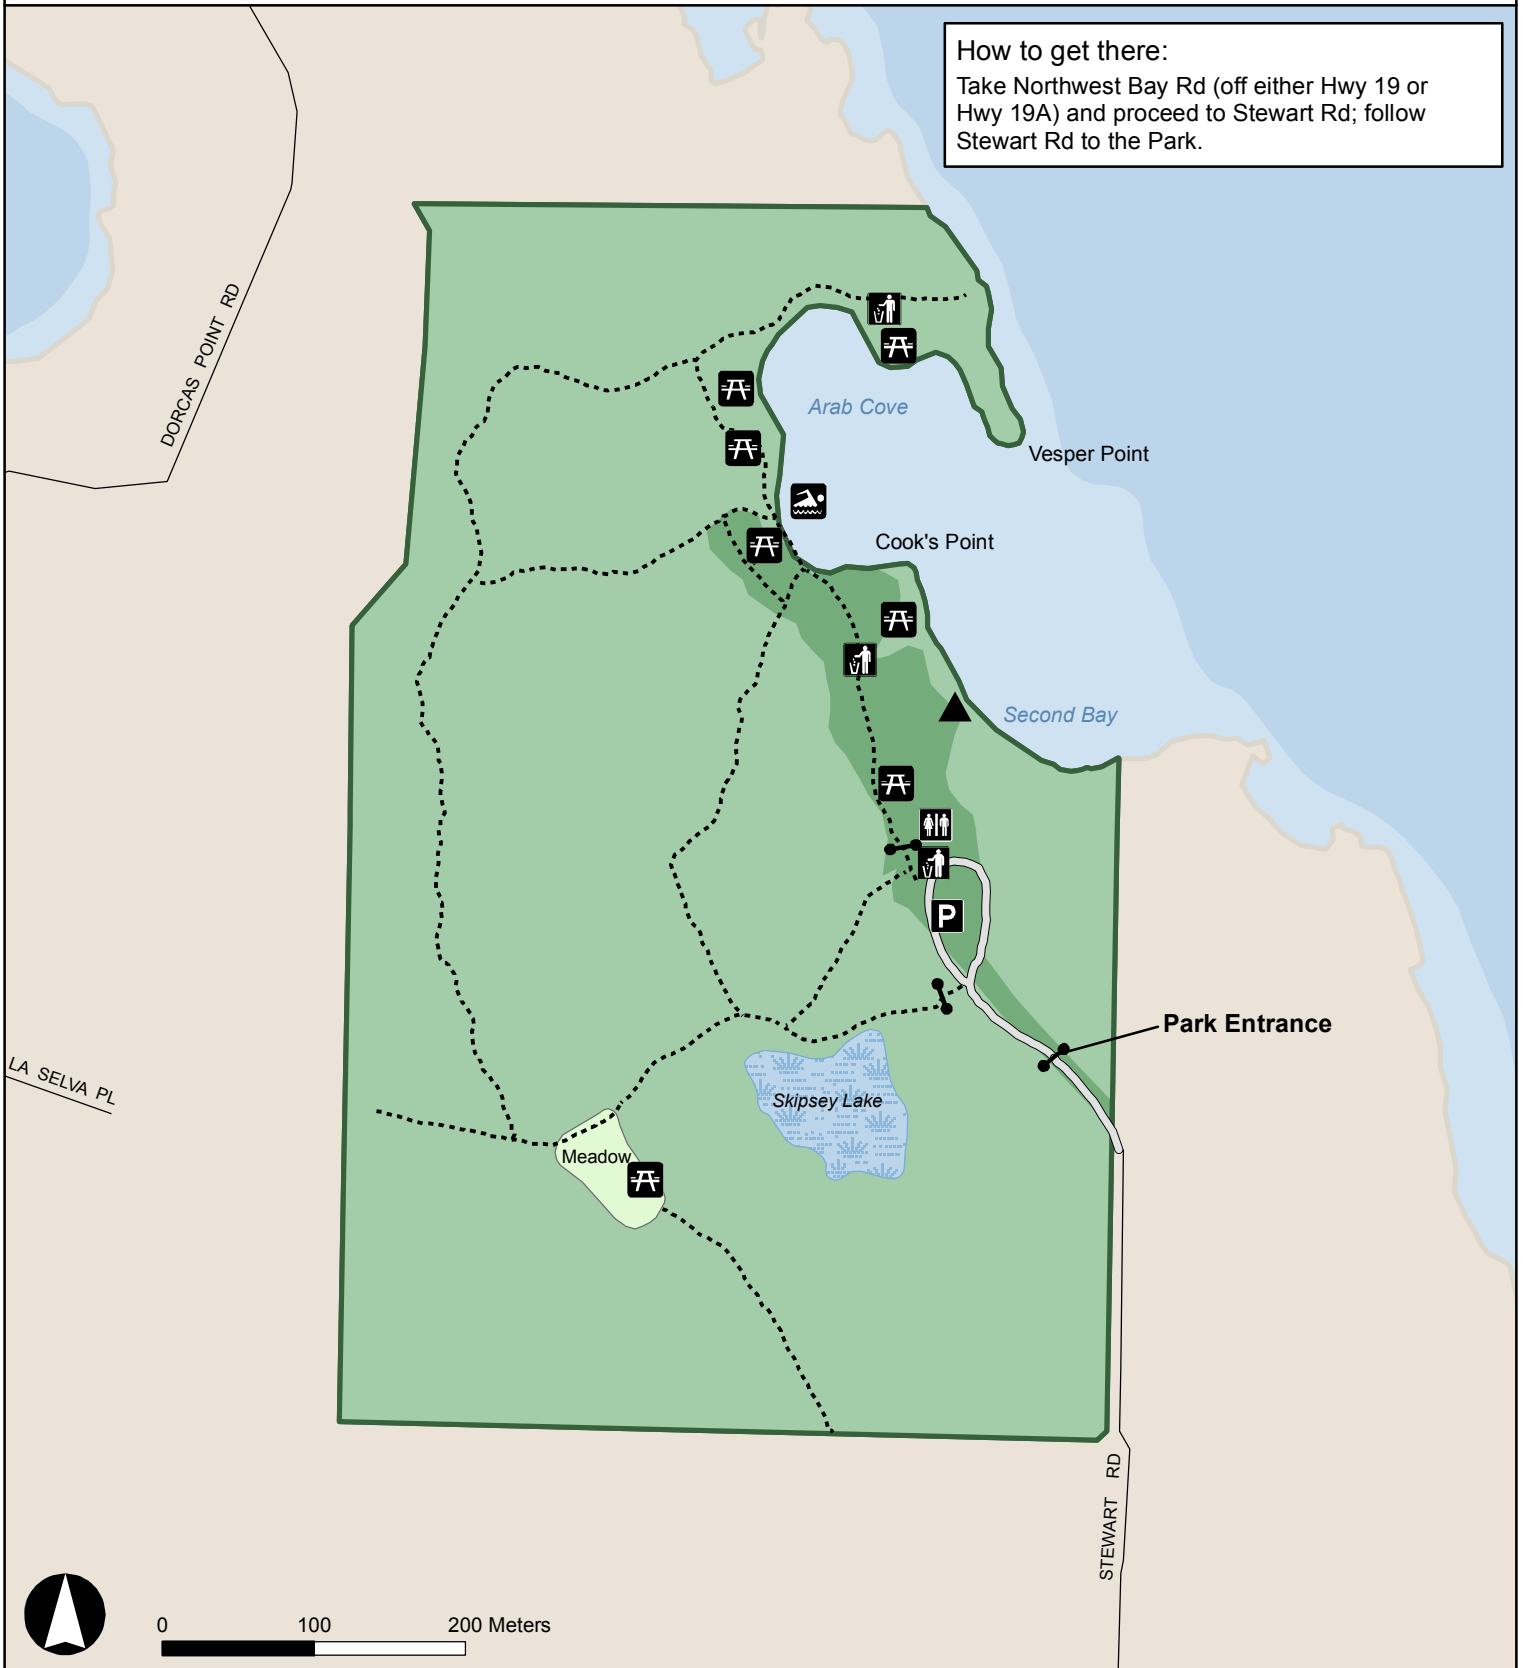 How to get there:
Take Northwest Bay Rd (off either Hwy 19 or
Hwy 19A) and proceed to Stewart Rd; follow
Stewart Rd to the Park.
DORCAS POINT RD
Arab Cove
Vesper Point
Cook's Point
Second Bay
P
Park Entrance
LA SELVA PL
Skipsey Lake
Meadow
STEWART RD
0 100 200 Meters